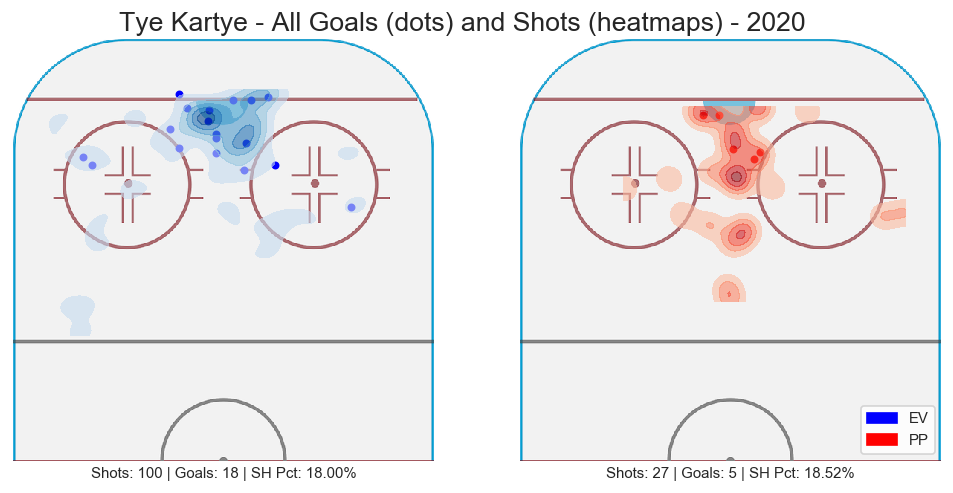 Tye Kartye - All Goals (dots) and Shots (heatmaps) - 2020
EV
PP
Shots: 100 | Goals: 18 | SH Pct: 18.00%
Shots: 27 | Goals: 5 | SH Pct: 18.52%